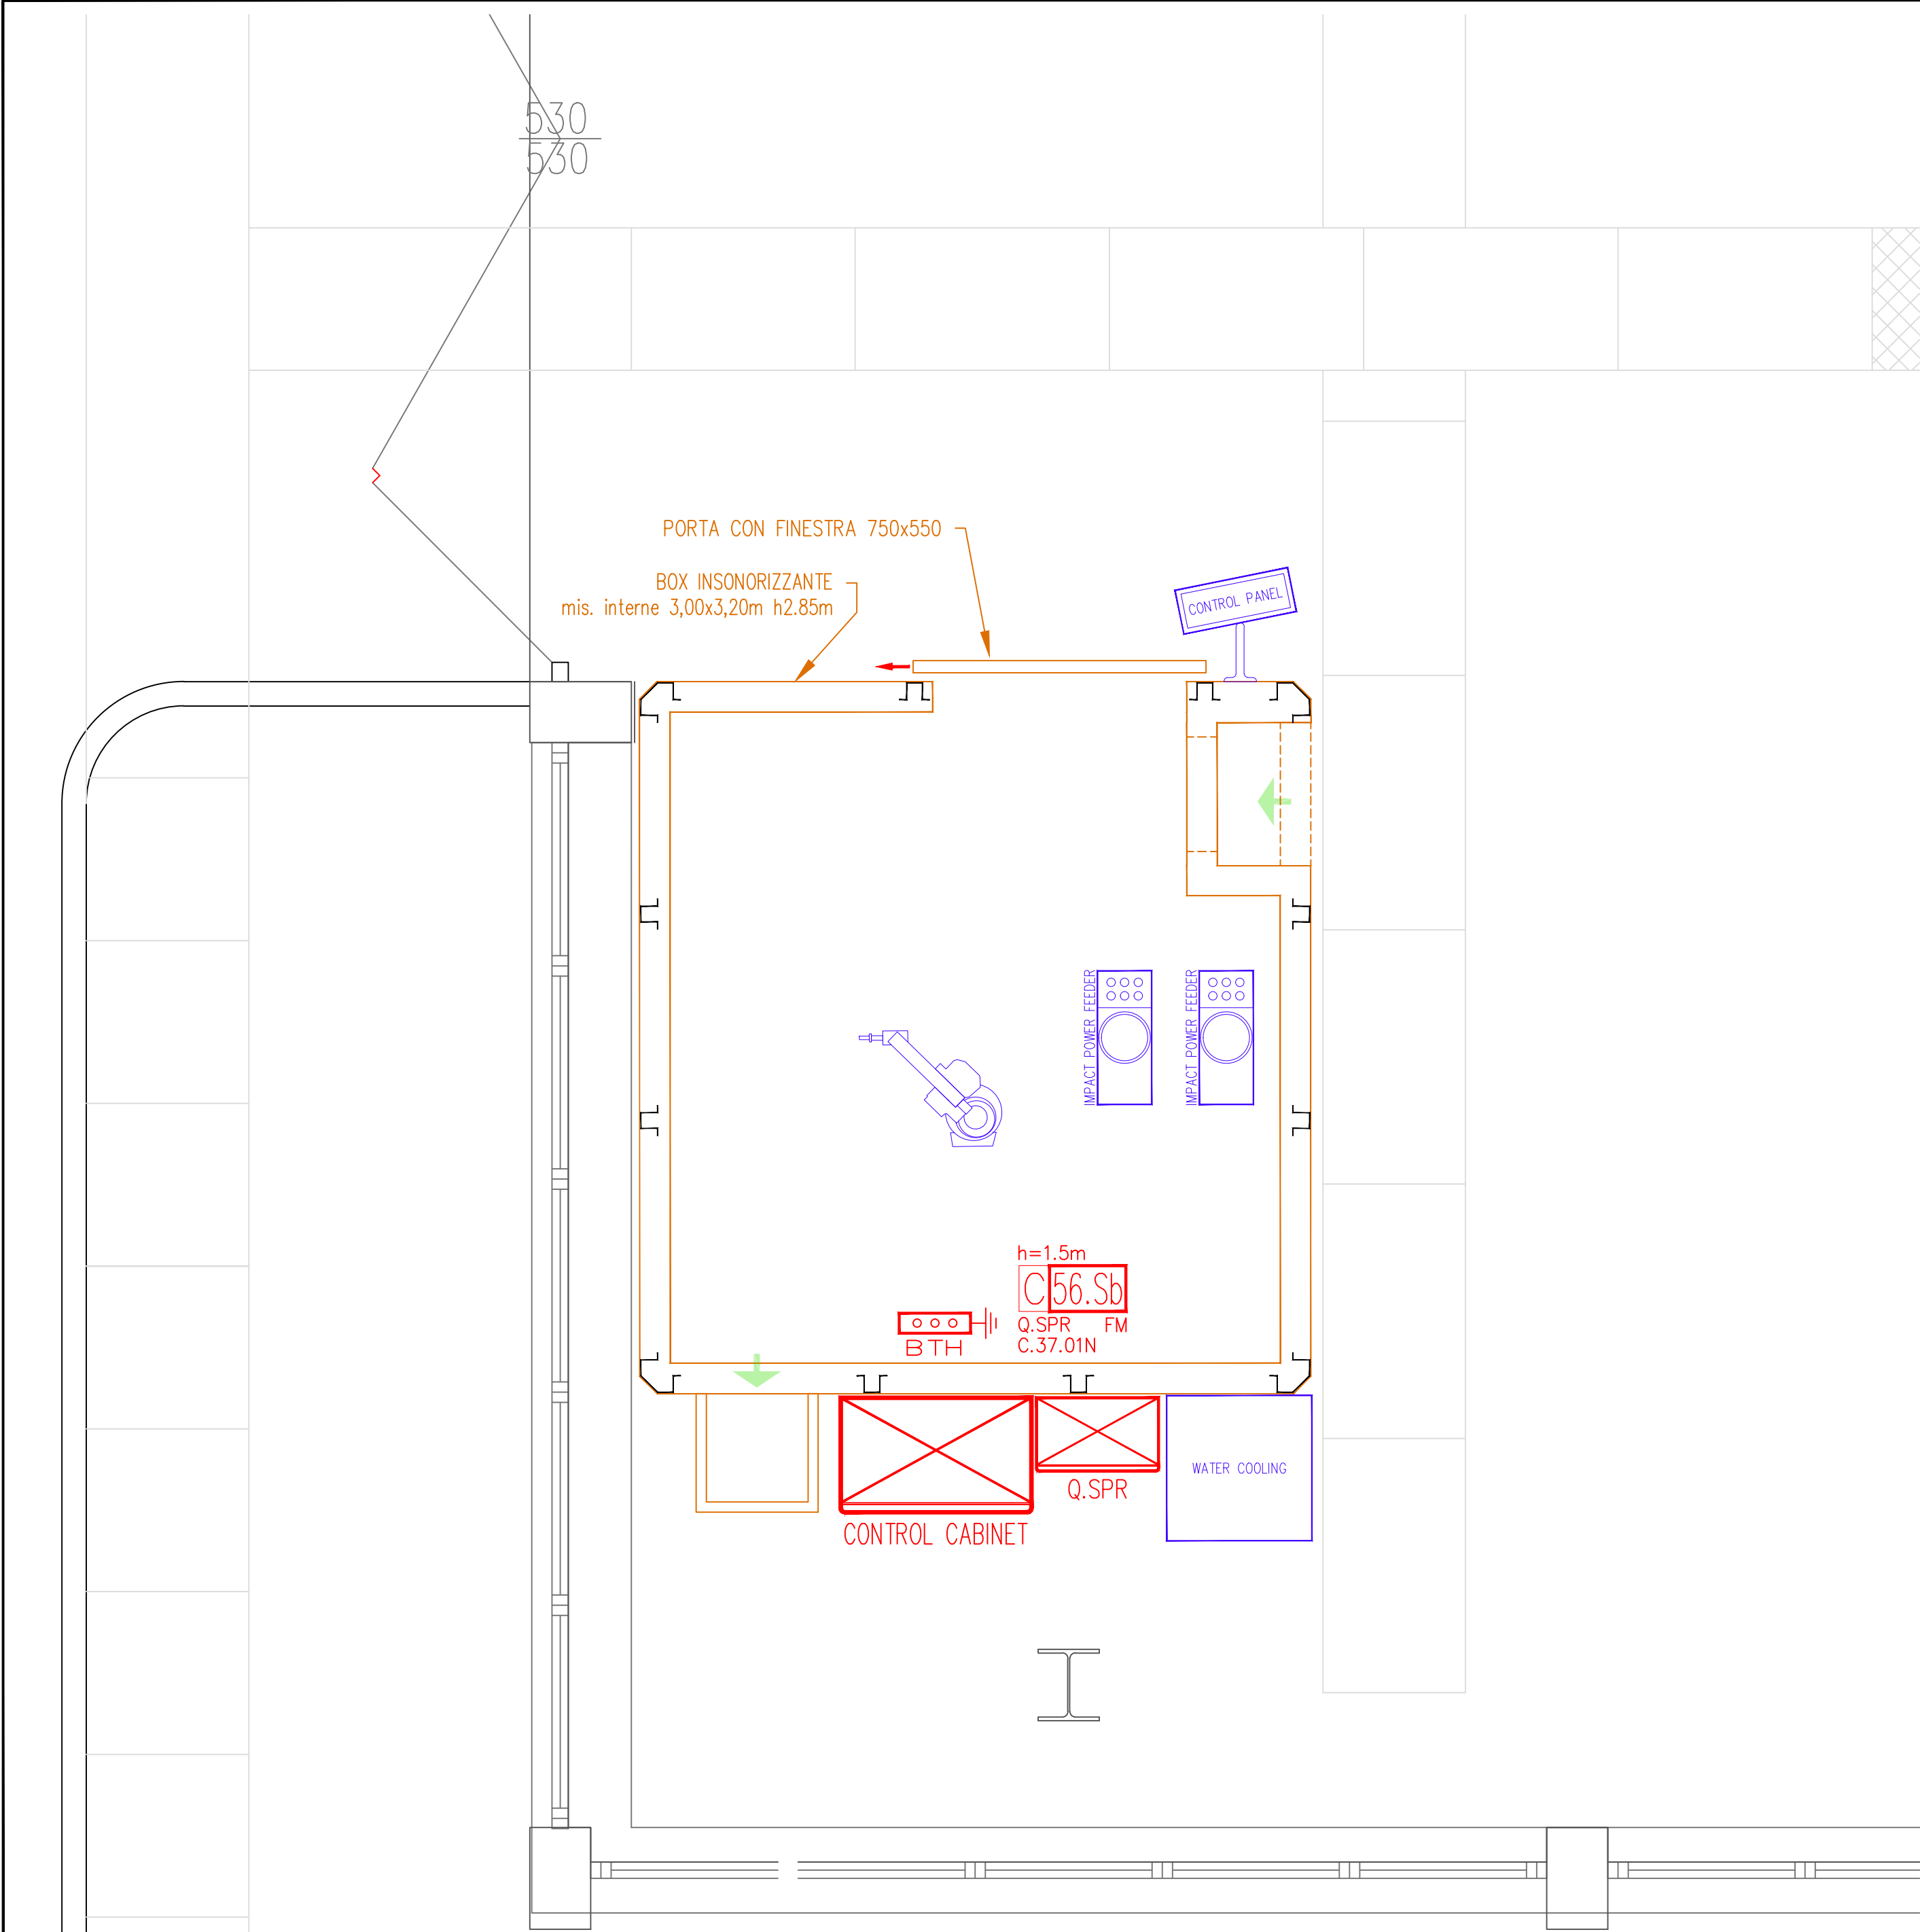 530
530
PORTA CON FINESTRA 750x550
BOX INSONORIZZANTE
mis. interne 3,00x3,20m h2.85m
CONTROL PANEL
IMPACT POWER FEEDER
IMPACT POWER FEEDER
h=1.5m
C 56.Sb
Q.SPR FM
C.37.01N
BTH
WATER COOLING
Q.SPR
CONTROL CABINET